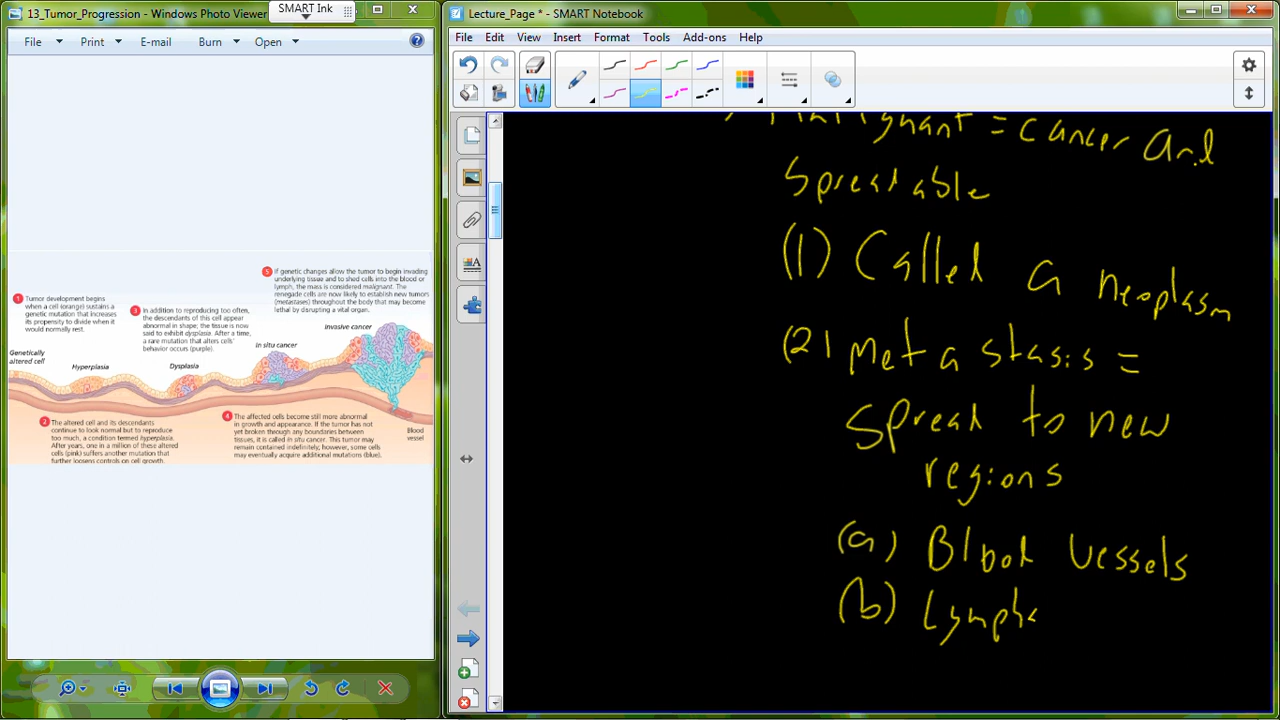 13_Tumor_Progression - Windows Photo Viewer
SMART Ink
File Print E-mail Burn Open
1 Tumor development begins
when a cell (orange) sustains a
genetic mutation that increases
its propensity to divide when it
would normally rest.
3 In addition to reproducing too often,
the descendants of this cell appear
abnormal in shape; the tissue is now
said to exhibit dysplasia. After a time,
a rare mutation that alters cells'
behavior occurs (purple).
5 If genetic changes allow the tumor to begin invading
underlying tissue and to shed cells into the blood or
lymph, the mass is considered malignant. The
renegade cells are now likely to establish new tumors
(metastases) throughout the body that may become
lethal by disrupting a vital organ.
Genetically
altered cell
Hyperplasia
Dysplasia
In situ cancer
Invasive cancer
2 The altered cell and its descendants
continue to look normal but to reproduce
too much, a condition termed hyperplasia.
After years, one in a million of these altered
cells (pink) suffers another mutation that
further loosens controls on cell growth.
4 The affected cells become still more abnormal
in growth and appearance. If the tumor has not
yet broken through any boundaries between
tissues, it is called in situ cancer. This tumor may
remain contained indefinitely; however, some cells
may eventually acquire additional mutations (blue).
Blood
vessel
Lecture_Page * - SMART Notebook
File Edit View Insert Format Tools Add-ons Help
Malignant = cancer and
Spreadable
(1) Called a neoplasm
(2) Metastasis =
Spread to new
regions
(a) Blood vessels
(b) Lympha